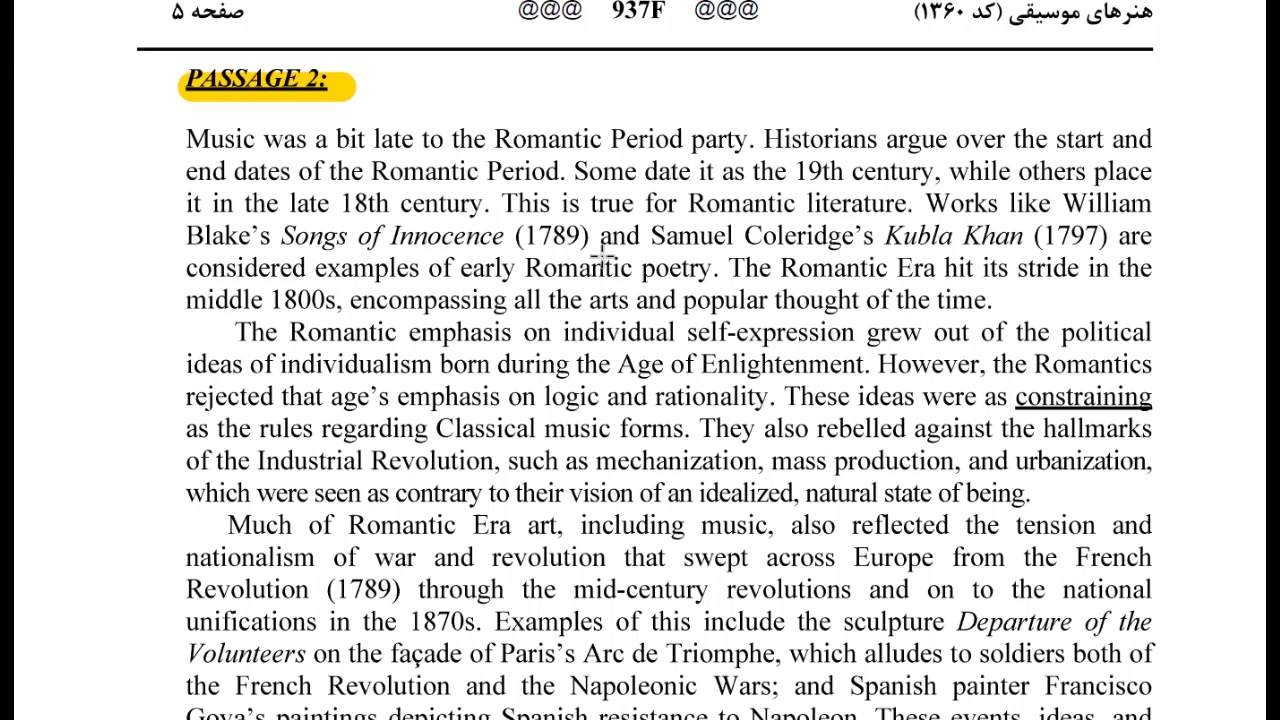 هنرهای موسیقی (کد ۱۳۶۰) @@@ 937F @@@ صفحه ۵
PASSAGE 2:
Music was a bit late to the Romantic Period party. Historians argue over the start and
end dates of the Romantic Period. Some date it as the 19th century, while others place
it in the late 18th century. This is true for Romantic literature. Works like William
Blake’s Songs of Innocence (1789) and Samuel Coleridge’s Kubla Khan (1797) are
considered examples of early Romantic poetry. The Romantic Era hit its stride in the
middle 1800s, encompassing all the arts and popular thought of the time.
The Romantic emphasis on individual self-expression grew out of the political
ideas of individualism born during the Age of Enlightenment. However, the Romantics
rejected that age’s emphasis on logic and rationality. These ideas were as constraining
as the rules regarding Classical music forms. They also rebelled against the hallmarks
of the Industrial Revolution, such as mechanization, mass production, and urbanization,
which were seen as contrary to their vision of an idealized, natural state of being.
Much of Romantic Era art, including music, also reflected the tension and
nationalism of war and revolution that swept across Europe from the French
Revolution (1789) through the mid-century revolutions and on to the national
unifications in the 1870s. Examples of this include the sculpture Departure of the
Volunteers on the façade of Paris’s Arc de Triomphe, which alludes to soldiers both of
the French Revolution and the Napoleonic Wars; and Spanish painter Francisco
Goya’s paintings depicting Spanish resistance to Napoleon. These events, ideas, and